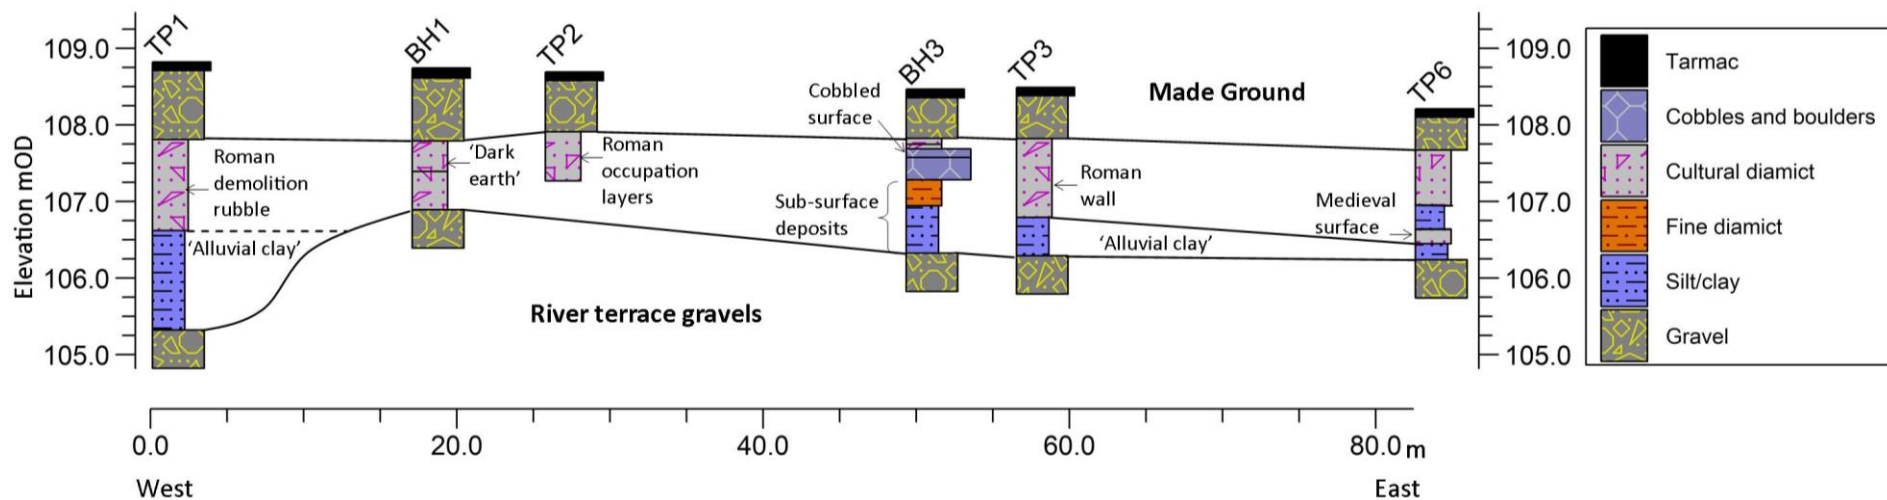 TP1
BH1
TP2
BH3
TP3
TP6
Elevation mOD
109.0
108.0
107.0
106.0
105.0
109.0
108.0
107.0
106.0
105.0
Made Ground
Cobbled
surface
Roman
demolition
rubble
‘Dark
earth’
Roman
occupation
layers
Sub-surface
deposits
Roman
wall
Medieval
surface
‘Alluvial clay’
‘Alluvial clay’
River terrace gravels
Tarmac
Cobbles and boulders
Cultural diamict
Fine diamict
Silt/clay
Gravel
0.0
20.0
40.0
60.0
80.0 m
West
East